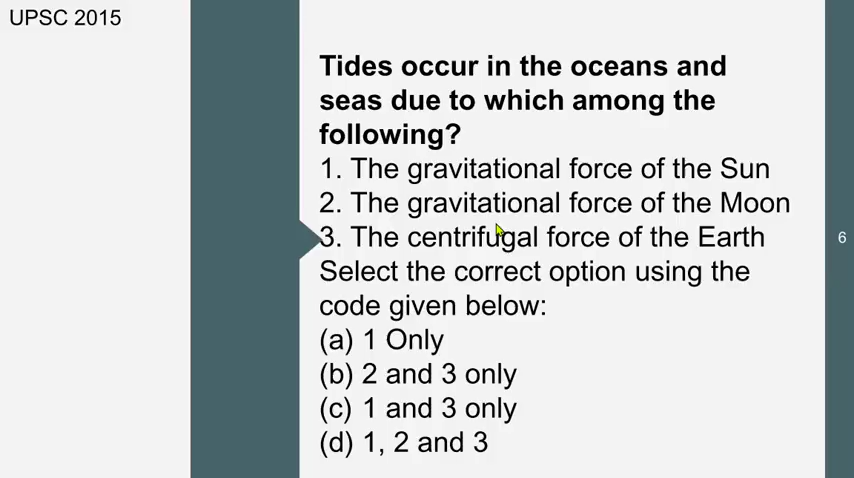 UPSC 2015
Tides occur in the oceans and
seas due to which among the
following?
1. The gravitational force of the Sun
2. The gravitational force of the Moon
3. The centrifugal force of the Earth
Select the correct option using the
code given below:
(a) 1 Only
(b) 2 and 3 only
(c) 1 and 3 only
(d) 1, 2 and 3
6